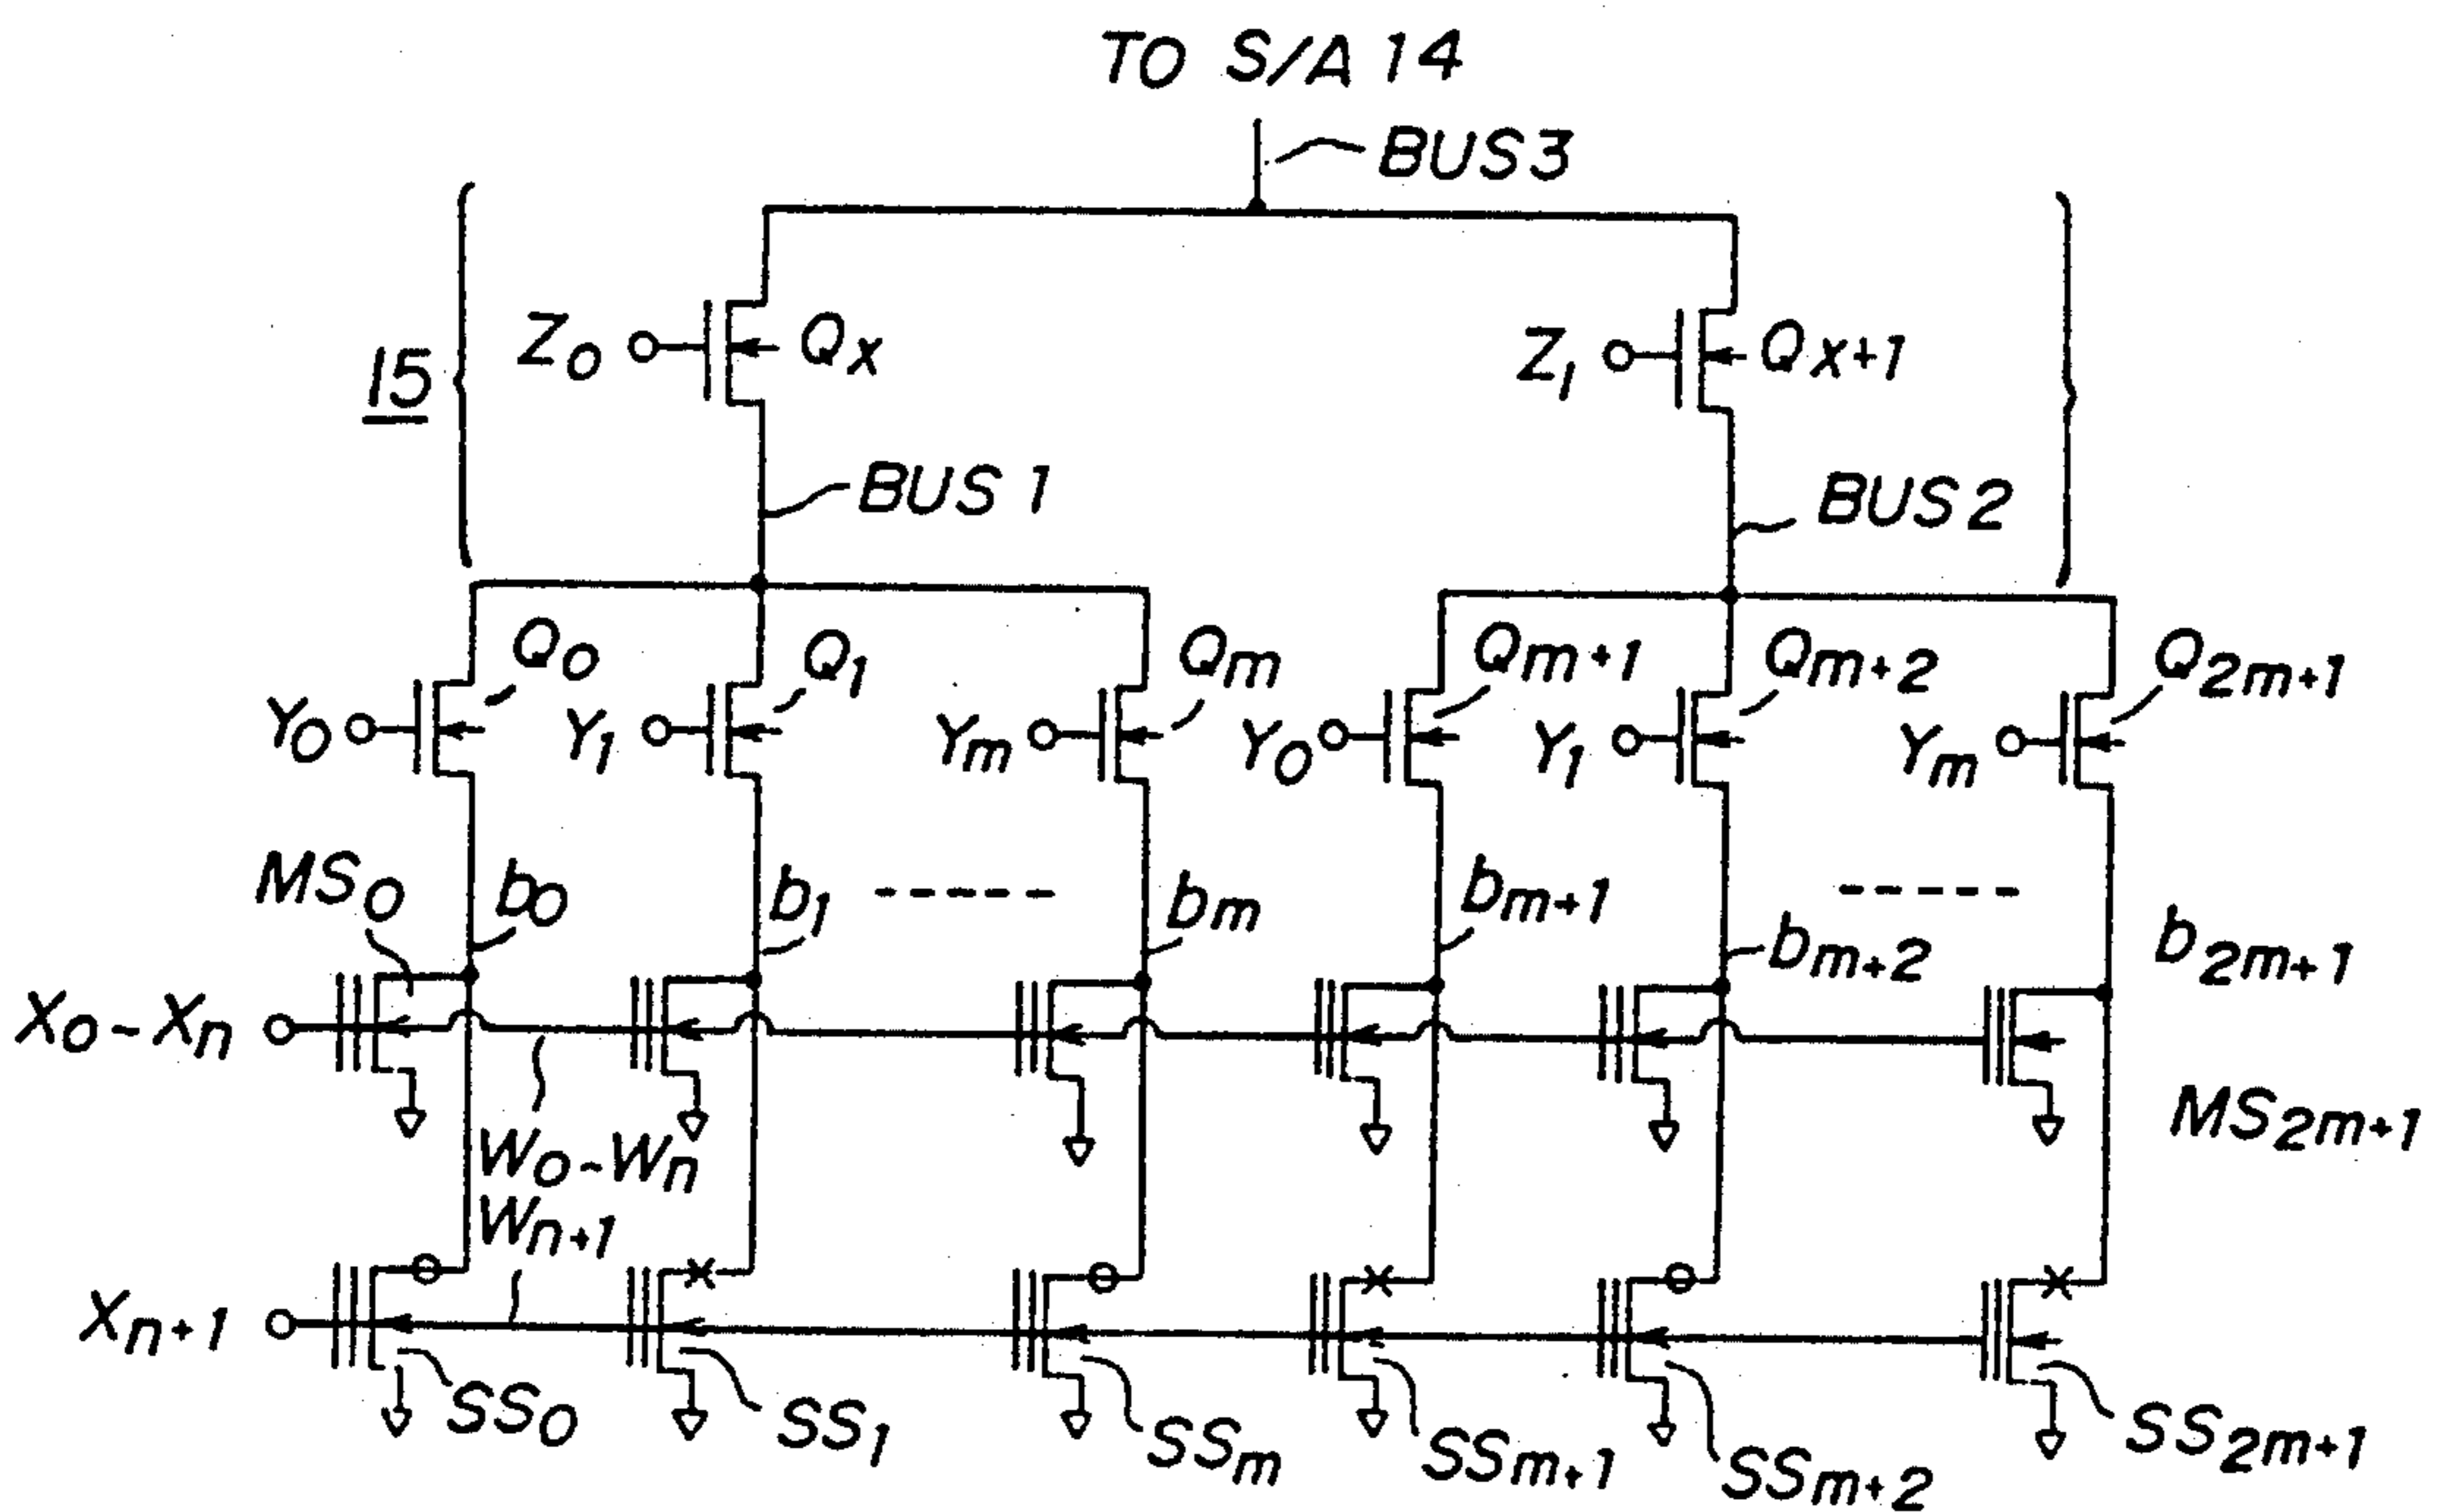 TO S/A 14
BUS3
15
Z0
Qx
Z1
Qx+1
BUS 1
BUS2
Q0
Q1
Qm
Qm+1
Qm+2
Q2m+1
Y0
Y1
Ym
Y0
Y1
Ym
MS0
b0
b1
-----
bm
bm+1
bm+2
-----
b2m+1
X0-Xn
W0-Wn
MS2m+1
Wn+1
Xn+1
SS0
SS1
SSm
SSm+1
SSm+2
SS2m+1